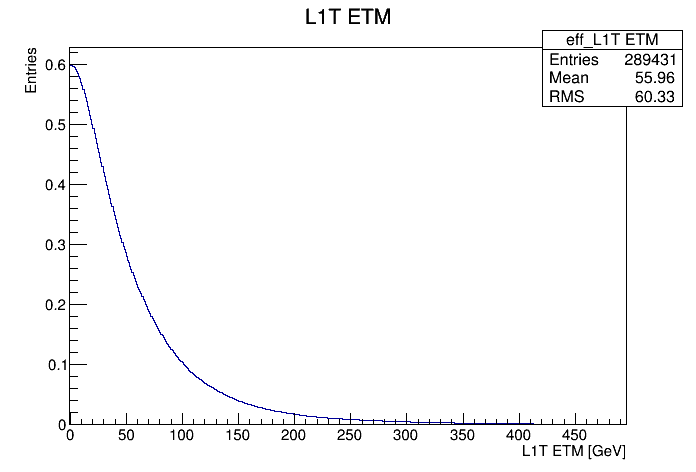 L1T ETM
eff_L1T ETM
Entries 289431
Mean 55.96
RMS 60.33
Entries
0.6
0.5
0.4
0.3
0.2
0.1
0
0 50 100 150 200 250 300 350 400 450
L1T ETM [GeV]